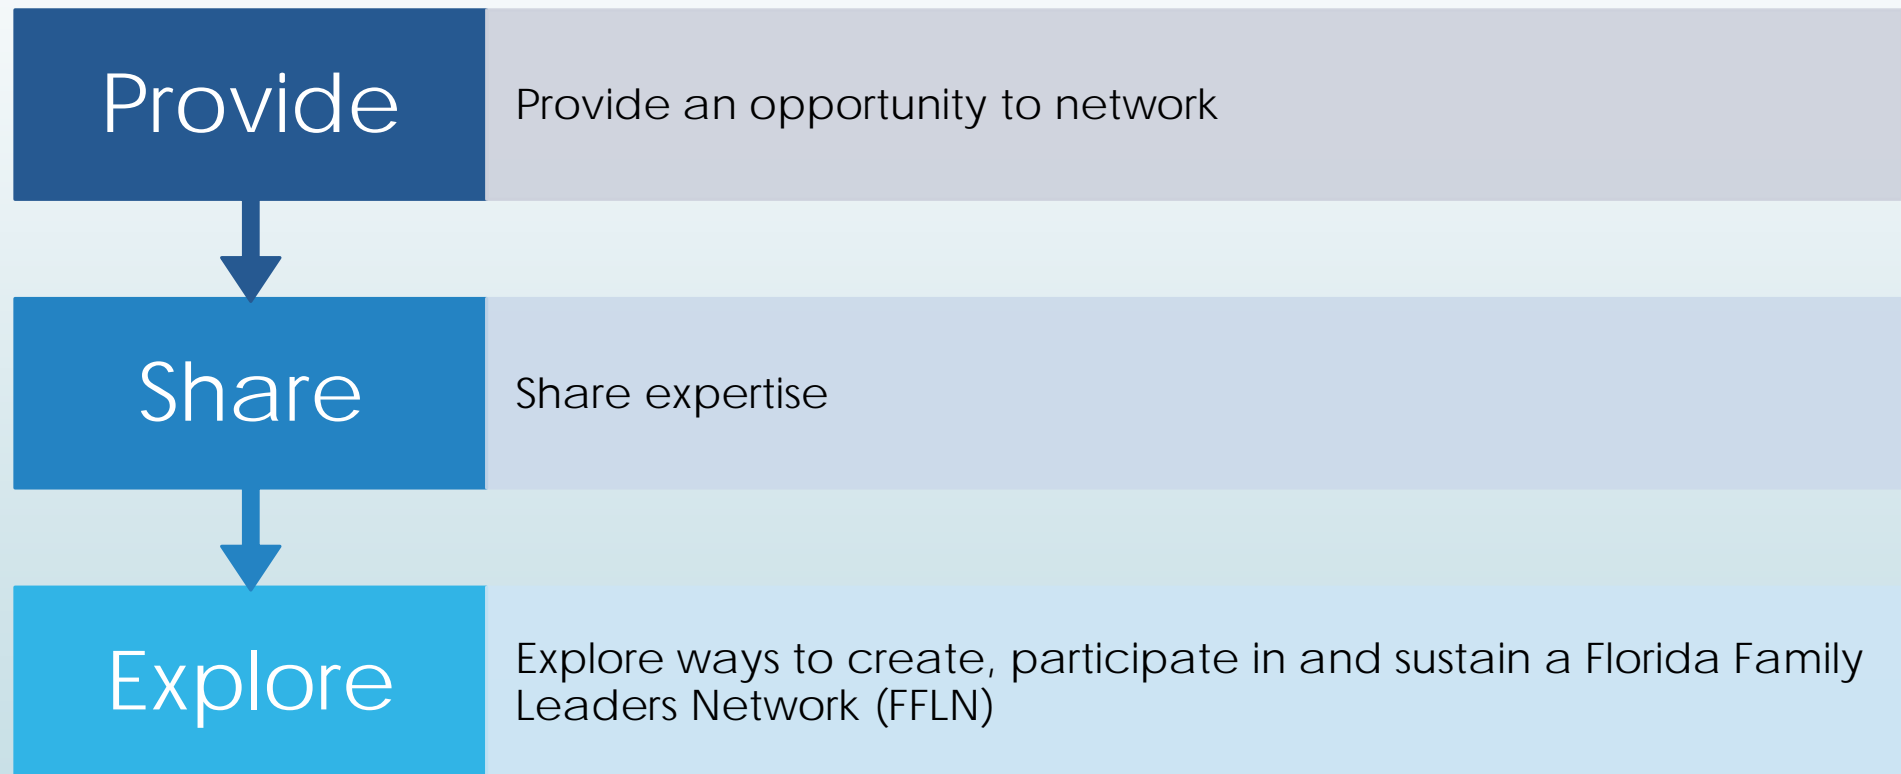 Provide
Provide an opportunity to network
Share
Share expertise
Explore
Explore ways to create, participate in and sustain a Florida Family
Leaders Network (FFLN)